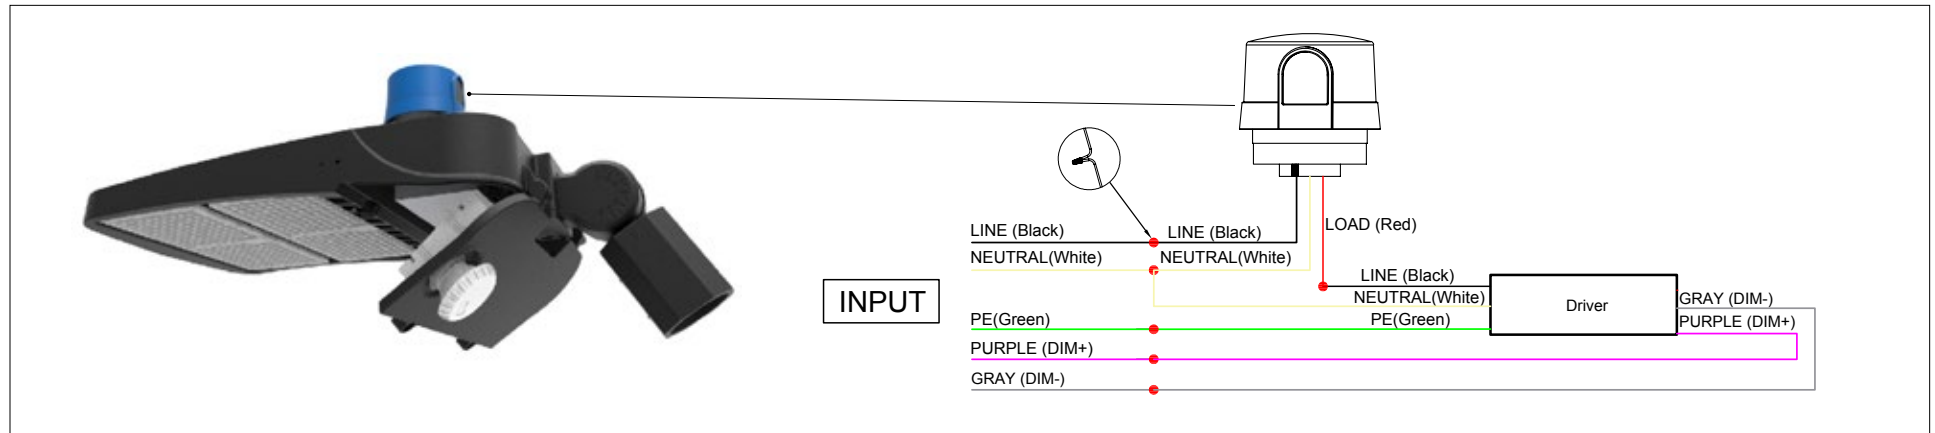 LOAD (Red)
LINE (Black)
LINE (Black)
NEUTRAL(White)
NEUTRAL(White)
LINE (Black)
NEUTRAL(White)
INPUT
Driver
GRAY (DIM-)
PE(Green)
PE(Green)
PURPLE (DIM+)
PURPLE (DIM+)
GRAY (DIM-)